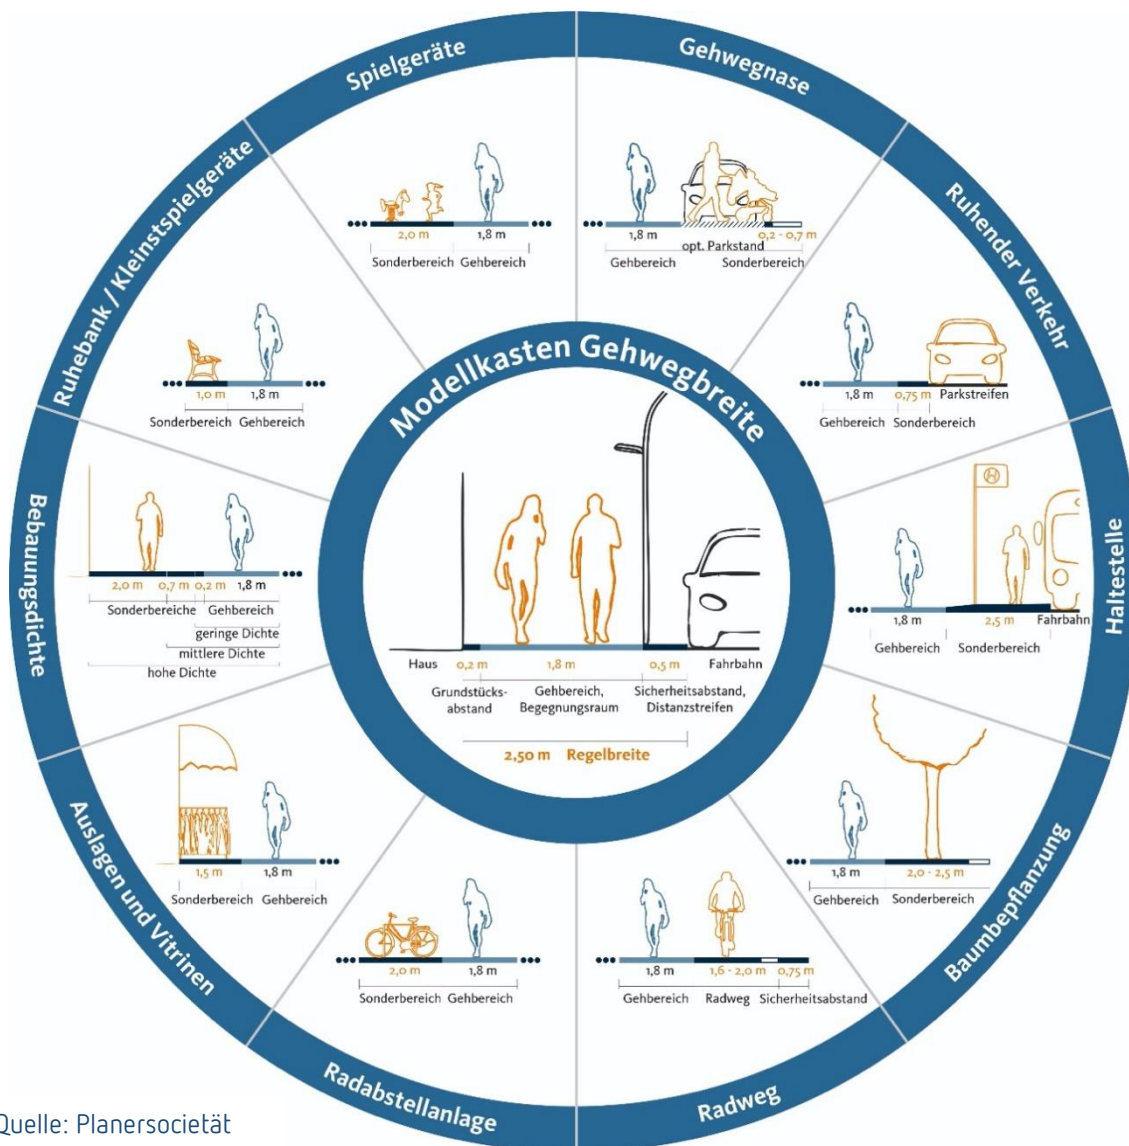 Spielgeräte
2,0 m
1,8 m
Sonderbereich
Gehbereich
Gehwegnase
1,8 m
opt. Parkstand
0,2 - 0,7 m
Gehbereich
Sonderbereich
Ruhender Verkehr
1,8 m
0,75 m
Parkstreifen
Gehbereich
Sonderbereich
Haltestelle
H
1,8 m
2,5 m
Fahrbahn
Gehbereich
Sonderbereich
Baumbepflanzung
1,8 m
2,0 - 2,5 m
Gehbereich
Sonderbereich
Radweg
1,8 m
1,6 - 2,0 m
0,75 m
Gehbereich
Radweg
Sicherheitsabstand
Radabstellanlage
2,0 m
1,8 m
Sonderbereich
Gehbereich
Auslagen und Vitrinen
1,5 m
1,8 m
Sonderbereich
Gehbereich
Bebauungsdichte
2,0 m
0,7 m
0,2 m
1,8 m
Sonderbereiche
Gehbereich
geringe Dichte
mittlere Dichte
hohe Dichte
Ruhebank / Kleinstspielgeräte
1,0 m
1,8 m
Sonderbereich
Gehbereich
Modellkasten Gehwegbreite
Haus
0,2 m
1,8 m
0,5 m
Fahrbahn
Grundstücks-
abstand
Gehbereich,
Begegnungsraum
Sicherheitsabstand,
Distanzstreifen
2,50 m Regelbreite
Quelle: Planersocietät